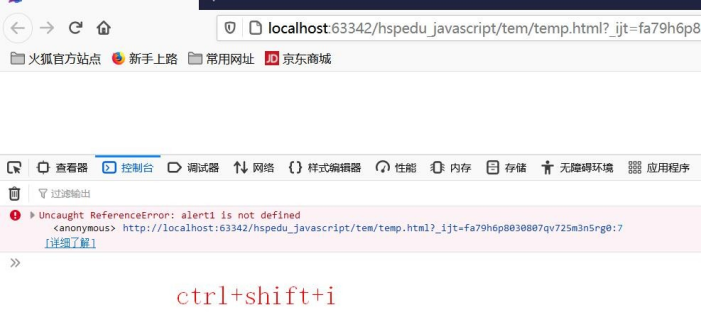 localhost:63342/hspedu_javascript/tem/temp.html?_ijt=fa79h6p8
火狐官方站点 新手上路 常用网址 JD 京东商城
查看器 控制台 调试器 网络 {} 样式编辑器 性能 内存 存储 无障碍环境 应用程序
过滤输出
Uncaught ReferenceError: alert1 is not defined
<anonymous> http://localhost:63342/hspedu_javascript/tem/temp.html?_ijt=fa79h6p8030807qv725m3n5rg0:7
[详细了解]
ctrl+shift+i